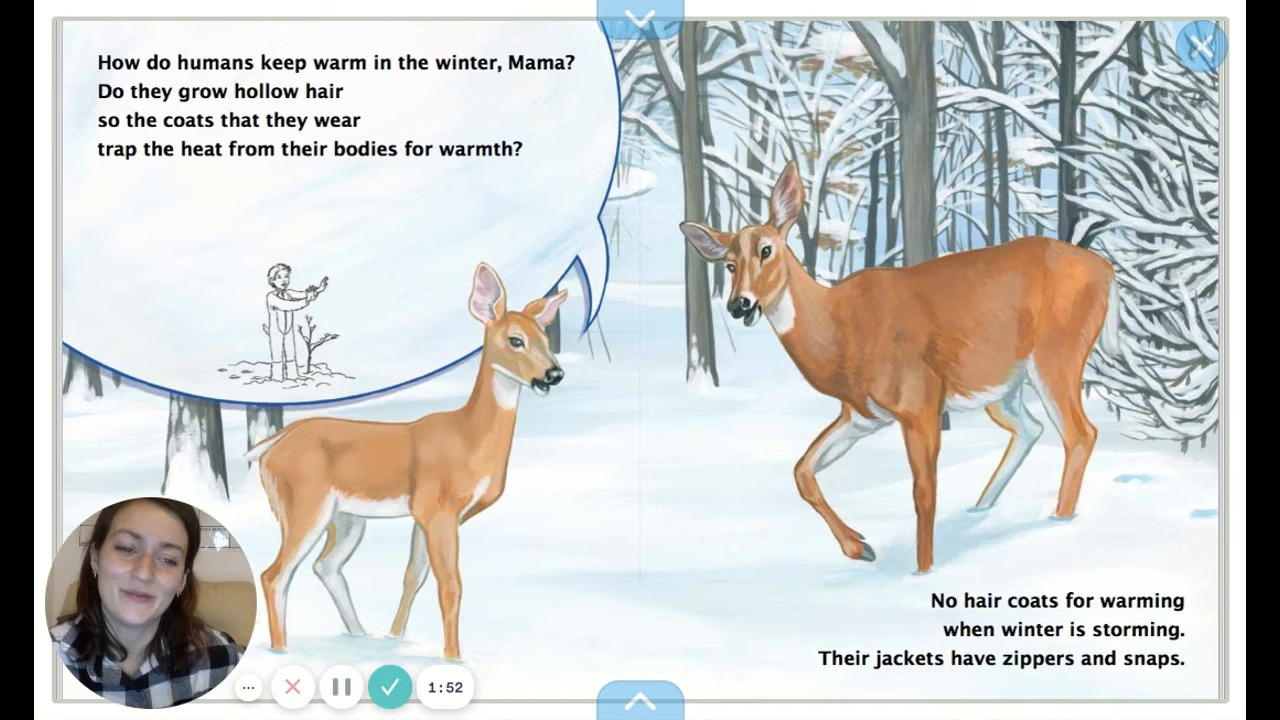 How do humans keep warm in the winter, Mama?
Do they grow hollow hair
so the coats that they wear
trap the heat from their bodies for warmth?
No hair coats for warming
when winter is storming.
Their jackets have zippers and snaps.
1:52